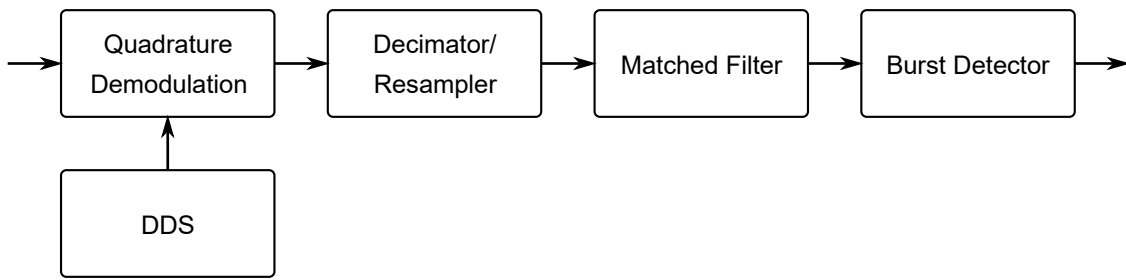 Quadrature
Demodulation
Decimator/
Resampler
Matched Filter
Burst Detector
DDS